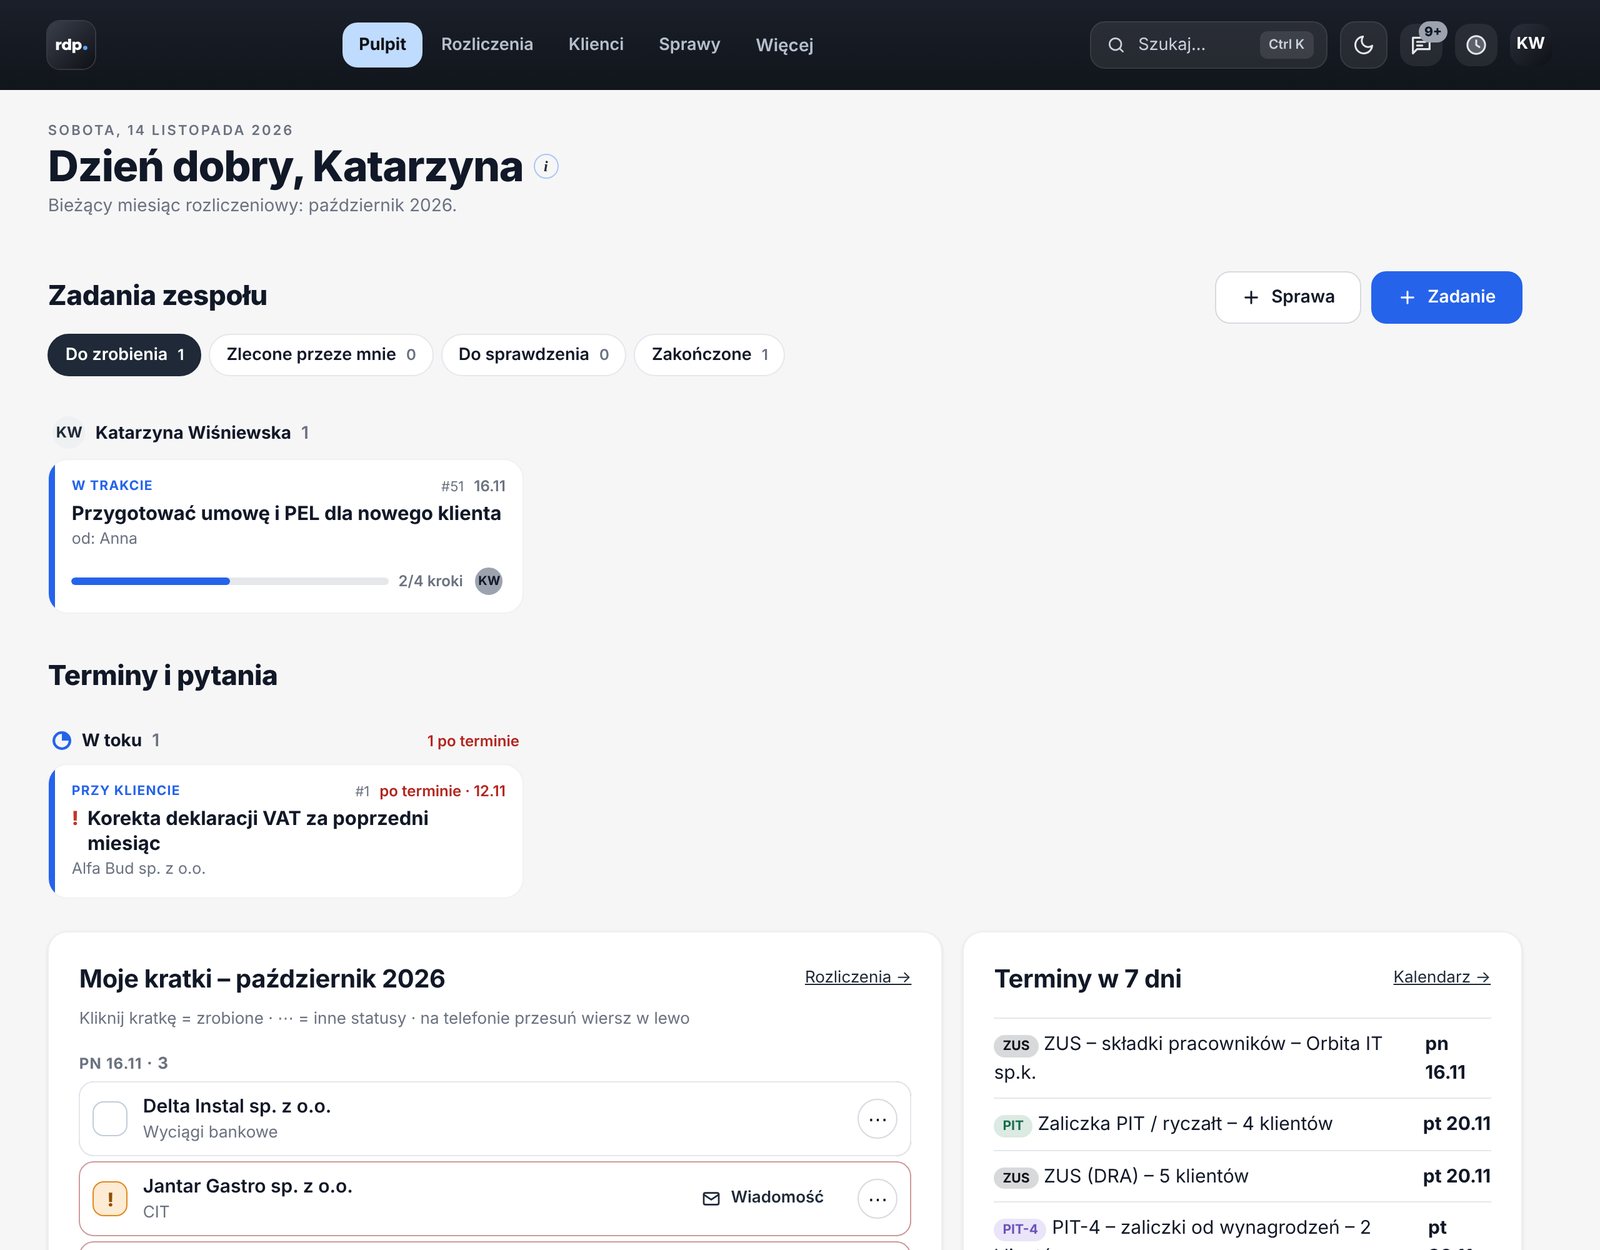 rdp.
Pulpit Rozliczenia Klienci Sprawy Więcej
Szukaj... Ctrl K
9+
KW
SOBOTA, 14 LISTOPADA 2026
Dzień dobry, Katarzyna i
Bieżący miesiąc rozliczeniowy: październik 2026.
Zadania zespołu
+ Sprawa
+ Zadanie
Do zrobienia 1
Zlecone przeze mnie 0
Do sprawdzenia 0
Zakończone 1
KW Katarzyna Wiśniewska 1
W TRAKCIE #51 16.11
Przygotować umowę i PEL dla nowego klienta
od: Anna
2/4 kroki KW
Terminy i pytania
W toku 1 1 po terminie
PRZY KLIENCIE #1 po terminie · 12.11
! Korekta deklaracji VAT za poprzedni
miesiąc
Alfa Bud sp. z o.o.
Moje kratki – październik 2026 Rozliczenia →
Kliknij kratkę = zrobione · ··· = inne statusy · na telefonie przesuń wiersz w lewo
PN 16.11 · 3
Delta Instal sp. z o.o.
Wyciągi bankowe
···
! Jantar Gastro sp. z o.o.
CIT
Wiadomość ···
Terminy w 7 dni Kalendarz →
ZUS ZUS – składki pracowników – Orbita IT
sp.k.
pn
16.11
PIT Zaliczka PIT / ryczałt – 4 klientów pt 20.11
ZUS ZUS (DRA) – 5 klientów pt 20.11
PIT-4 PIT-4 – zaliczki od wynagrodzeń – 2
pt